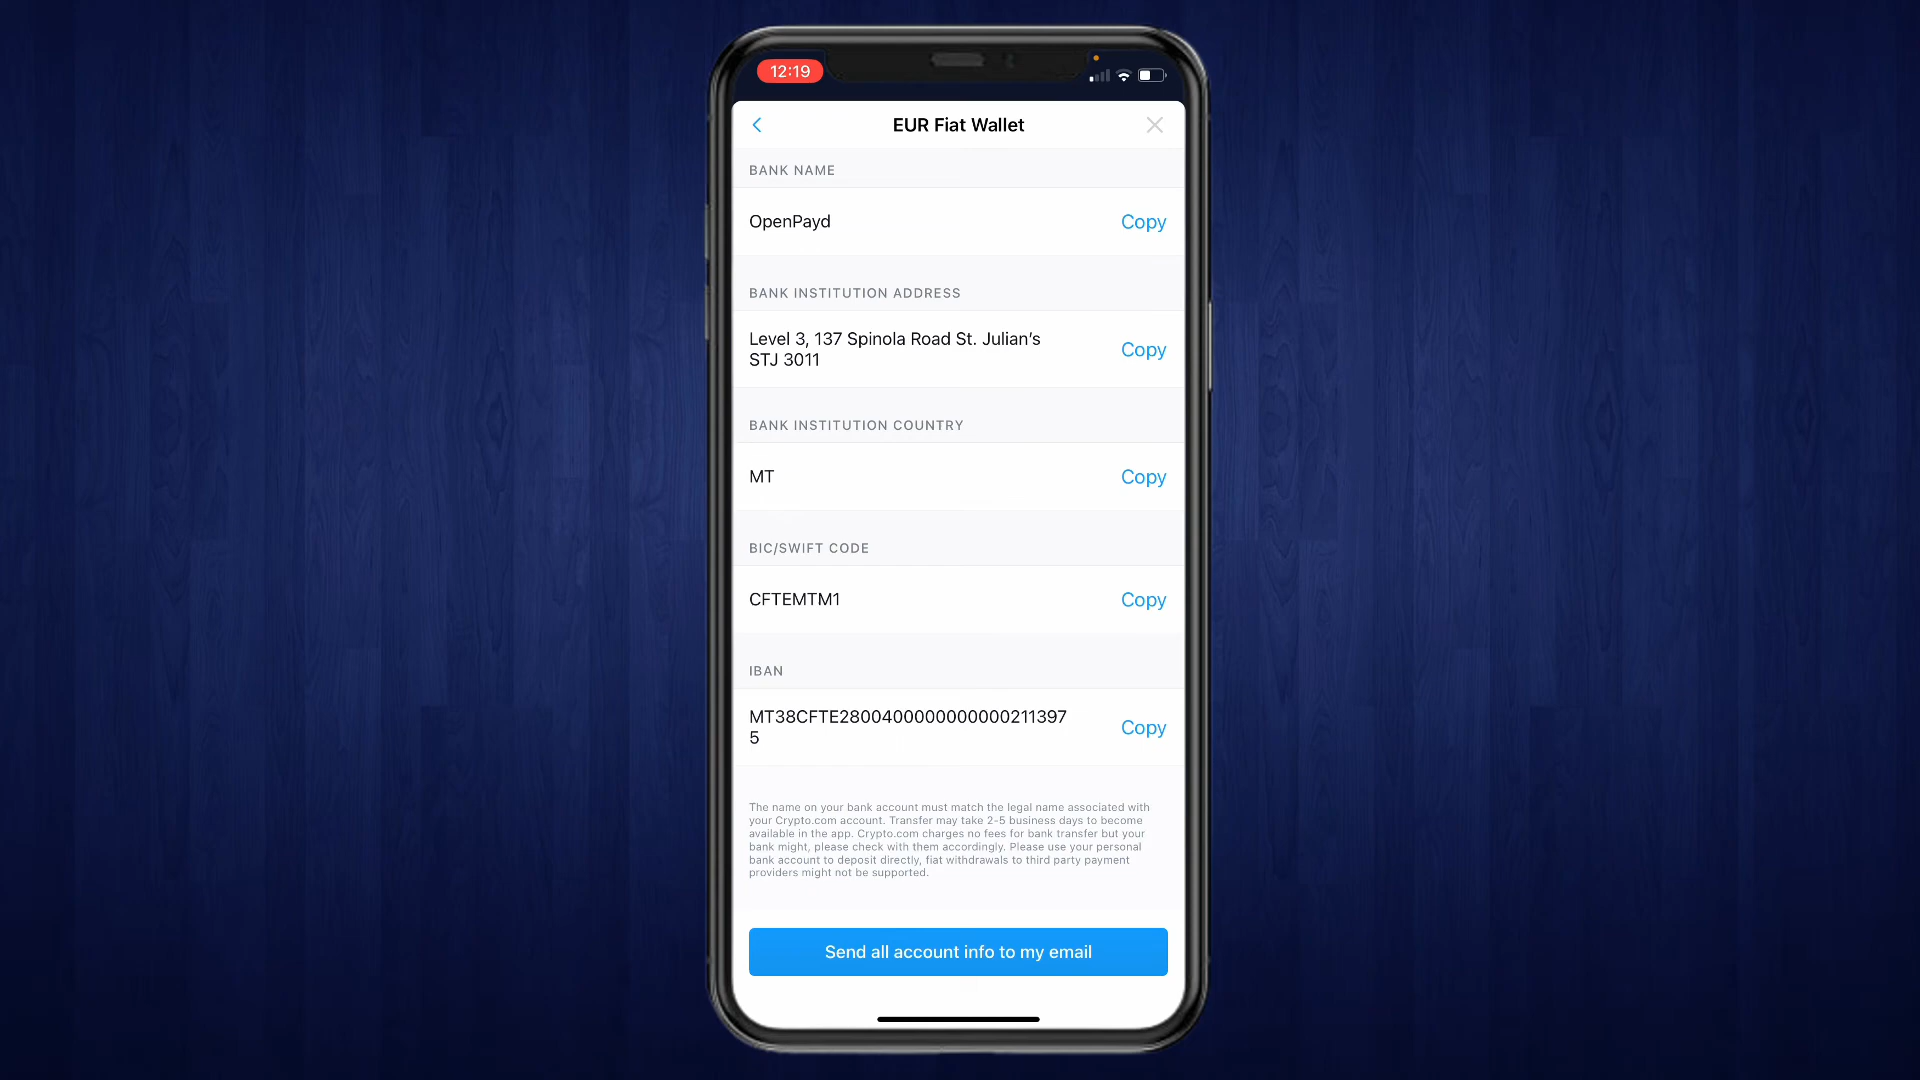 12:19
EUR Fiat Wallet
BANK NAME
OpenPayd
Copy
BANK INSTITUTION ADDRESS
Level 3, 137 Spinola Road St. Julian’s
STJ 3011
Copy
BANK INSTITUTION COUNTRY
MT
Copy
BIC/SWIFT CODE
CFTEMTM1
Copy
IBAN
MT38CFTE2800400000000000211397
5
Copy
The name on your bank account must match the legal name associated with
your Crypto.com account. Transfer may take 2-5 business days to become
available in the app. Crypto.com charges no fees for bank transfer but your
bank might, please check with them accordingly. Please use your personal
bank account to deposit directly, fiat withdrawals to third party payment
providers might not be supported.
Send all account info to my email